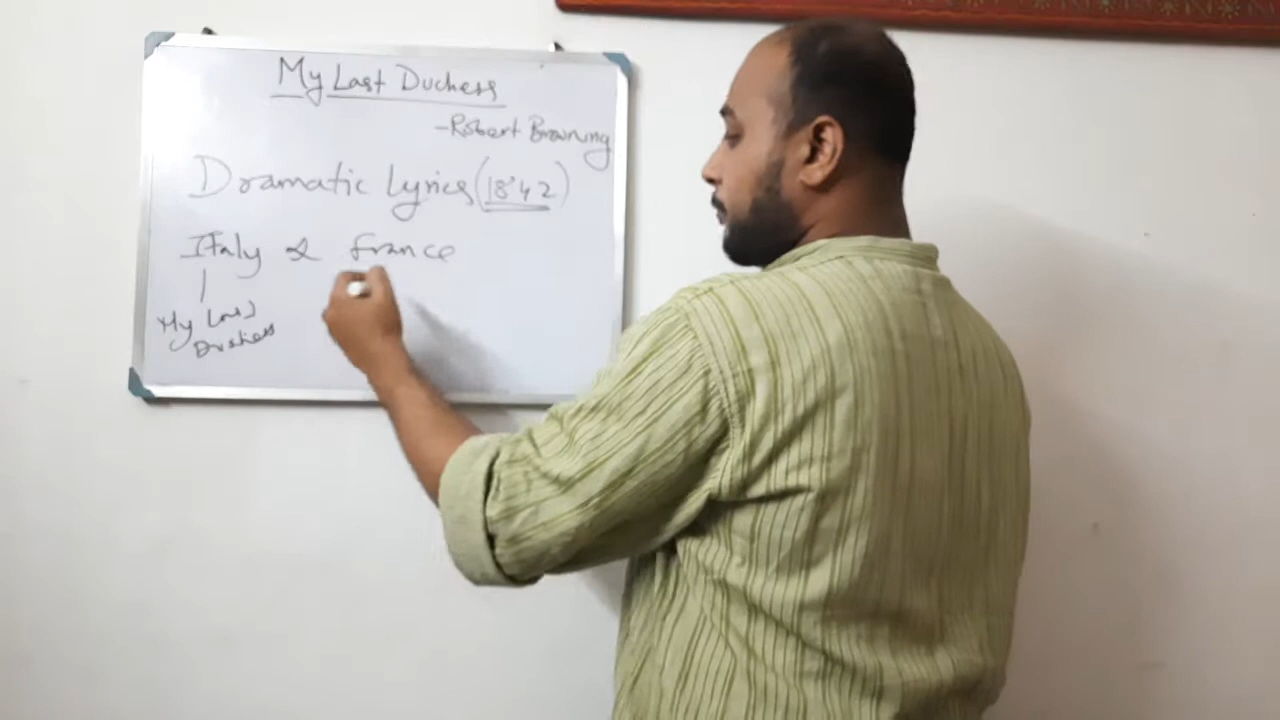 My Last Duchess
-Robert Browning
Dramatic Lyrics (1842)
Italy & France
My Last
Duchess